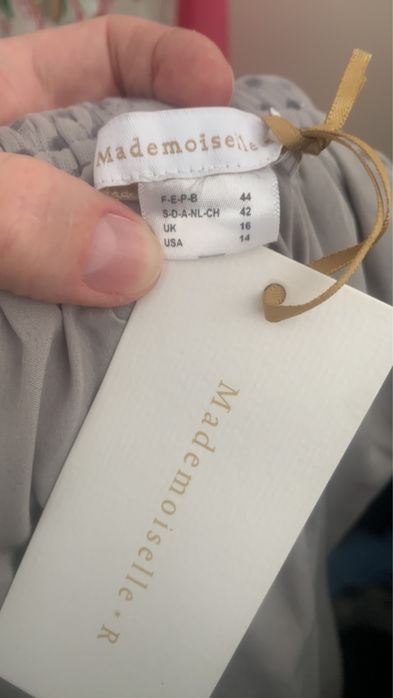 Mademoiselle
F-E-P-B 44
S-D-A-NL-CH 42
UK 16
USA 14
Mademoiselle * R